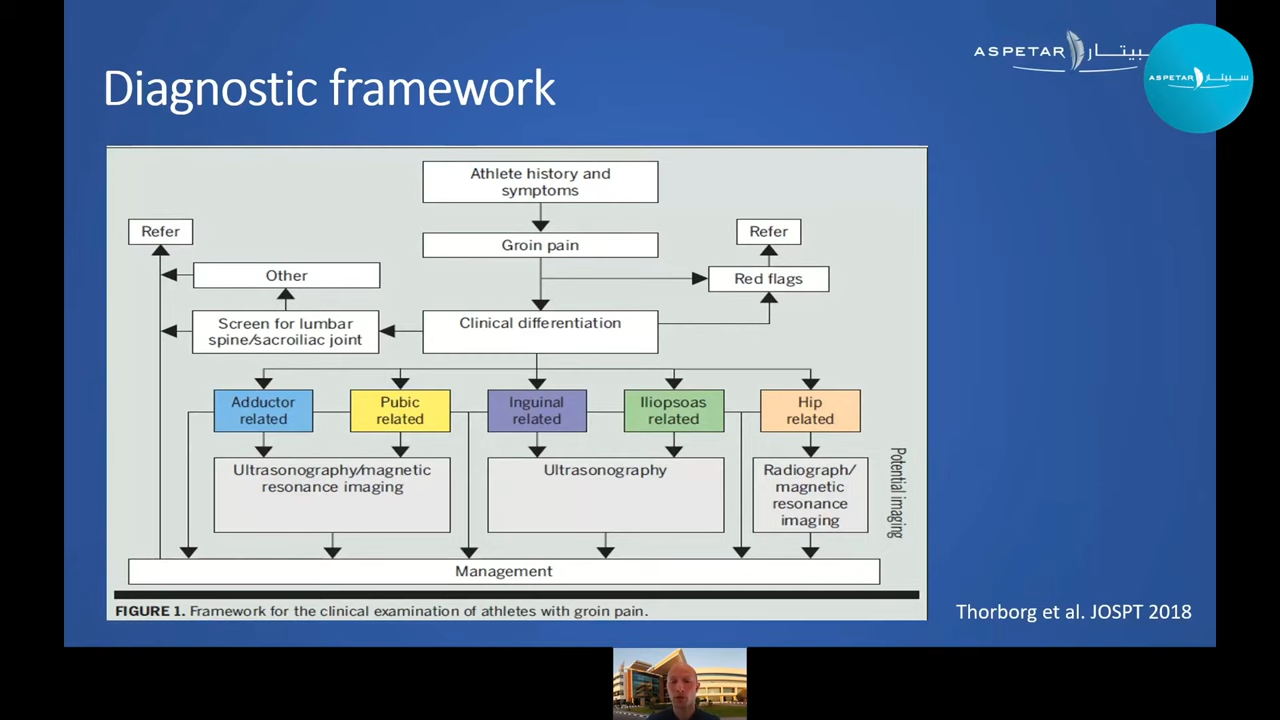 ASPETAR سبيتار
ASPETAR سبيتار
Diagnostic framework
Athlete history and
symptoms
Refer
Groin pain
Refer
Other
Red flags
Screen for lumbar
spine/sacroiliac joint
Clinical differentiation
Adductor
related
Pubic
related
Inguinal
related
Iliopsoas
related
Hip
related
Ultrasonography/magnetic
resonance imaging
Ultrasonography
Radiograph/
magnetic
resonance
imaging
Potential imaging
Management
FIGURE 1. Framework for the clinical examination of athletes with groin pain.
Thorborg et al. JOSPT 2018